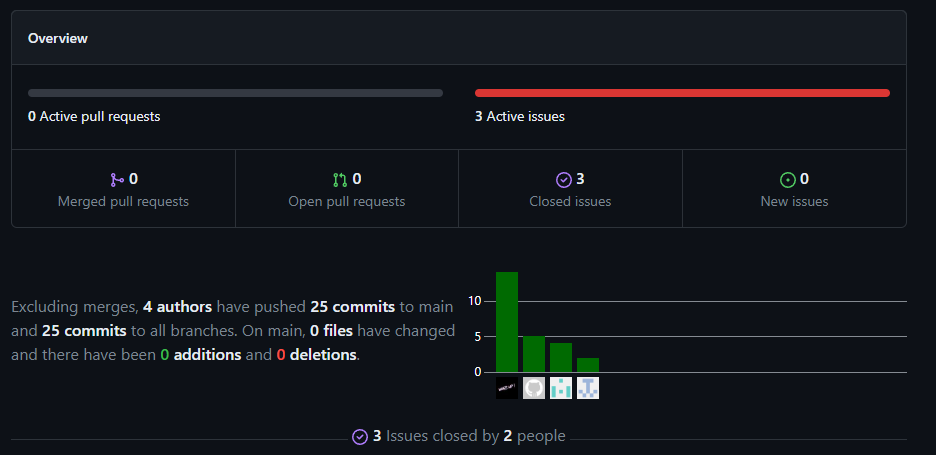 Overview
0 Active pull requests
3 Active issues
0
Merged pull requests
0
Open pull requests
3
Closed issues
0
New issues
Excluding merges, 4 authors have pushed 25 commits to main
and 25 commits to all branches. On main, 0 files have changed
and there have been 0 additions and 0 deletions.
10
5
0
3 Issues closed by 2 people